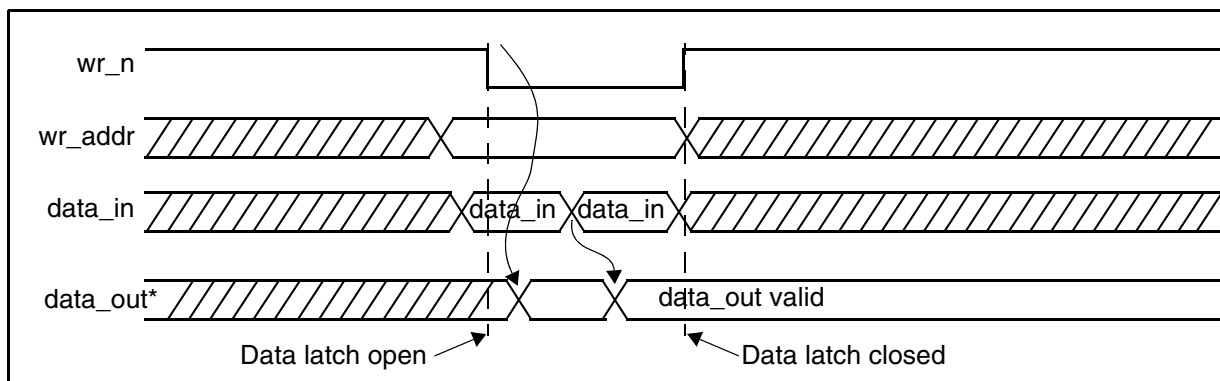 wr_n
wr_addr
data_in data_in data_in
data_out* data_out valid
Data latch open Data latch closed